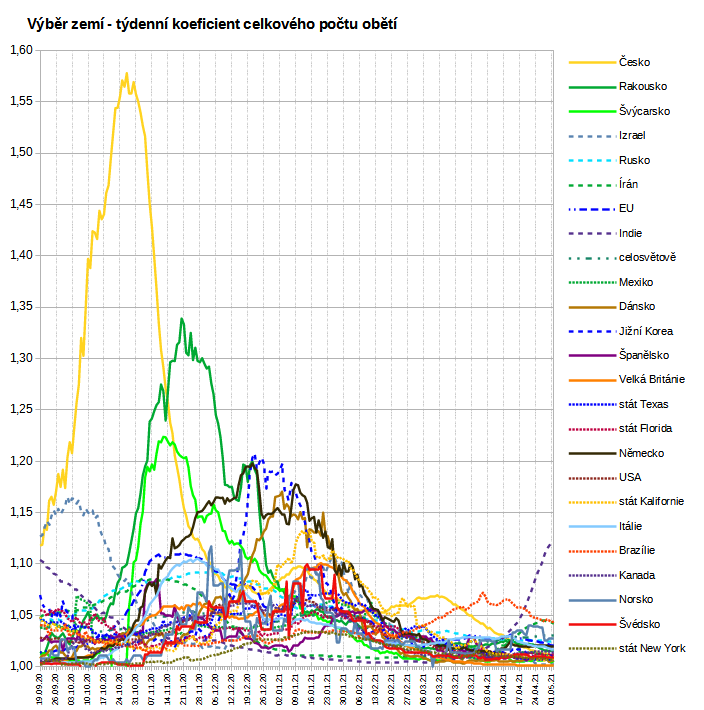 Výběr zemí - týdenní koeficient celkového počtu obětí
1,60
1,55
1,50
1,45
1,40
1,35
1,30
1,25
1,20
1,15
1,10
1,05
1,00
19.09.20
26.09.20
03.10.20
10.10.20
17.10.20
24.10.20
31.10.20
07.11.20
14.11.20
21.11.20
28.11.20
05.12.20
12.12.20
19.12.20
26.12.20
02.01.21
09.01.21
16.01.21
23.01.21
30.01.21
06.02.21
13.02.21
20.02.21
27.02.21
06.03.21
13.03.21
20.03.21
27.03.21
03.04.21
10.04.21
17.04.21
24.04.21
01.05.21
Česko
Rakousko
Švýcarsko
Izrael
Rusko
Írán
EU
Indie
celosvětově
Mexiko
Dánsko
Jižní Korea
Španělsko
Velká Británie
stát Texas
stát Florida
Německo
USA
stát Kalifornie
Itálie
Brazílie
Kanada
Norsko
Švédsko
stát New York